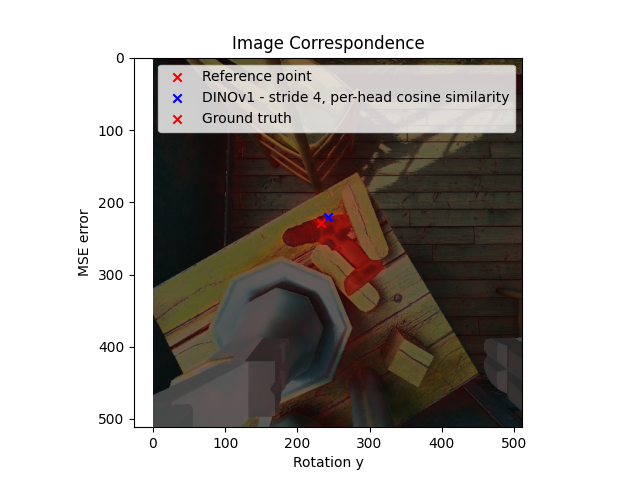 Image Correspondence
Reference point
DINOv1 - stride 4, per-head cosine similarity
Ground truth
0
100
200
300
400
500
MSE error
0 100 200 300 400 500
Rotation y